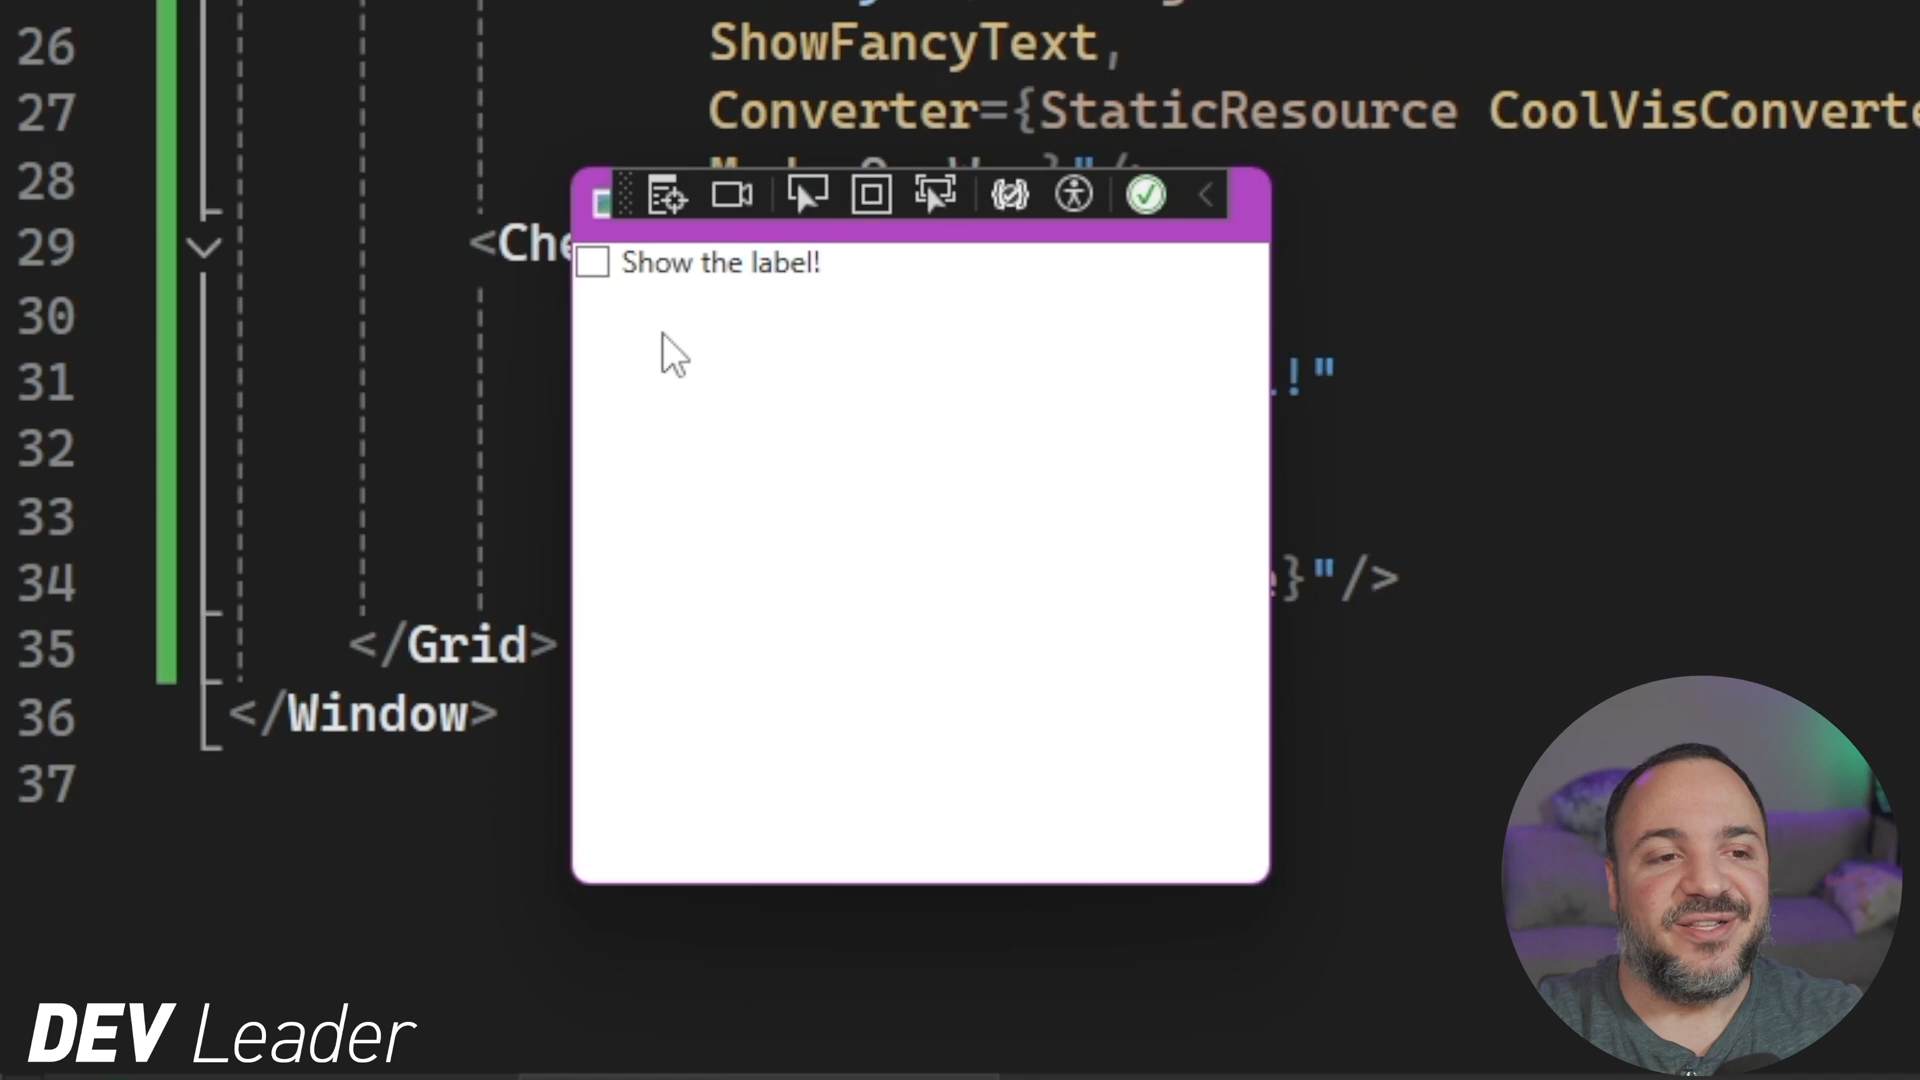 26 ShowFancyText,
27 Converter={StaticResource CoolVisConverte
28
29 <Che
Show the label!
30
31 !"
32
33
34 }"/>
35 </Grid>
36 </Window>
37
DEV Leader